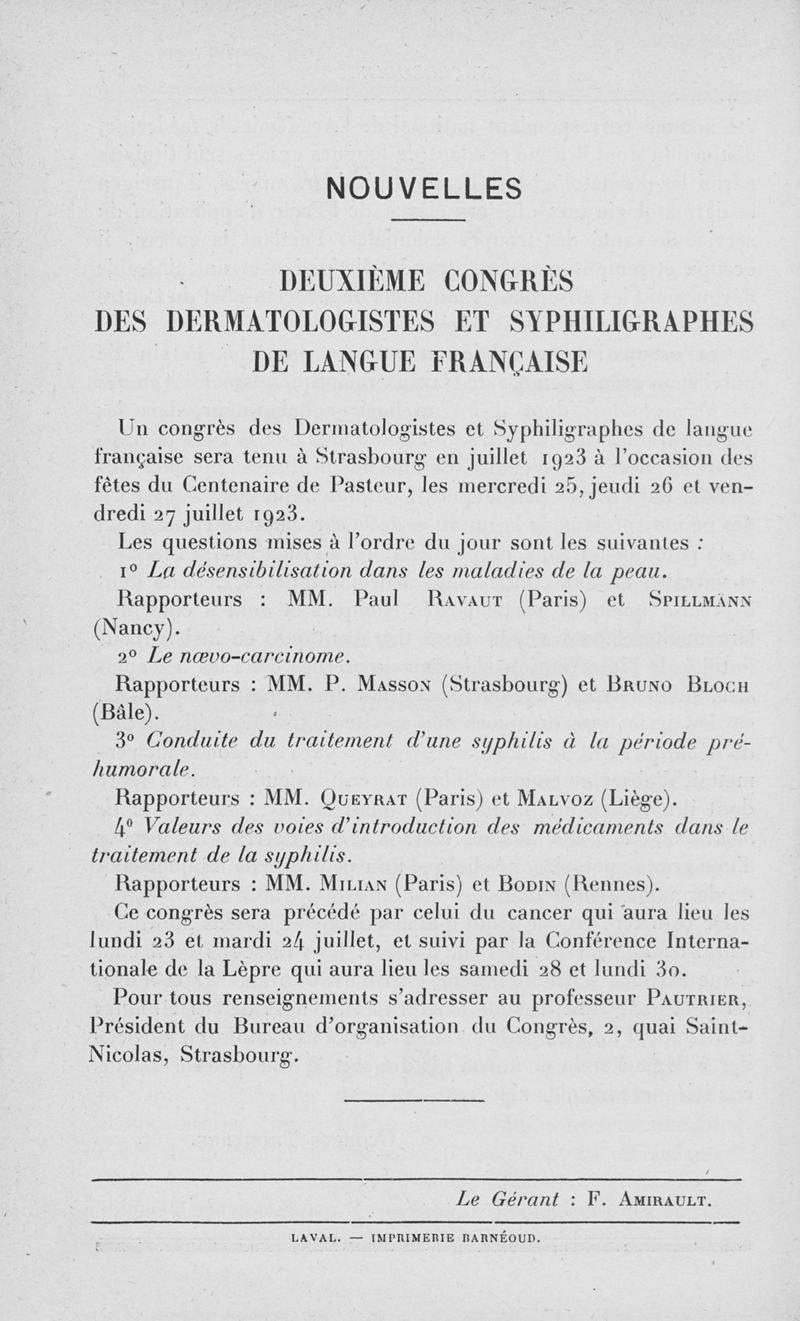 NOUVELLES
DEUXIÈME CONGRÈS
DES DERMATOLOGISTES ET SYPHILIGRAPHES
DE LANGUE FRANÇAISE
Un congrès des Dermatologistes et Syphiligraphes de langue
française sera tenu à Strasbourg en juillet 1923 à l'occasion des
fêtes du Centenaire de Pasteur, les mercredi 25, jeudi 26 et ven-
dredi 27 juillet 1923.
Les questions mises à l'ordre du jour sont les suivantes :
1° La désensibilisation dans les maladies de la peau.
Rapporteurs : MM. Paul RAVAUT (Paris) et SPILLMANN
(Nancy).
2° Le nævo-carcinome.
Rapporteurs : MM. P. MASSON (Strasbourg) et BRUNO BLOCH
(Bâle).
3° Conduite du traitement d'une syphilis à la période pré-
humorale.
Rapporteurs : MM. QUEYRAT (Paris) et MALVOZ (Liège).
4° Valeurs des voies d'introduction des médicaments dans le
traitement de la syphilis.
Rapporteurs : MM. MILIAN (Paris) et BODIN (Rennes).
Ce congrès sera précédé par celui du cancer qui aura lieu les
lundi 23 et mardi 24 juillet, et suivi par la Conférence Interna-
tionale de la Lèpre qui aura lieu les samedi 28 et lundi 30.
Pour tous renseignements s'adresser au professeur PAUTRIER,
Président du Bureau d'organisation du Congrès, 2, quai Saint-
Nicolas, Strasbourg.
Le Gérant : F. AMIRAULT.
LAVAL. — IMPRIMERIE BARNÉOUD.